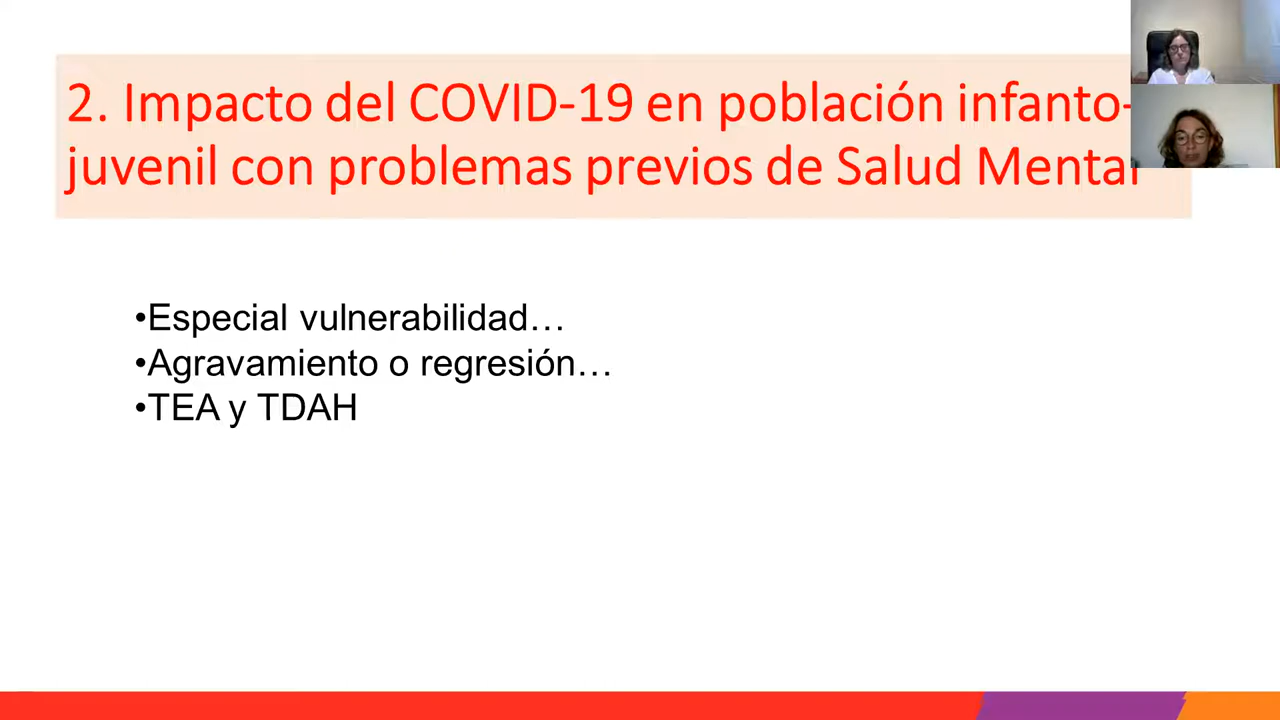 2. Impacto del COVID-19 en población infanto-
juvenil con problemas previos de Salud Mental
•Especial vulnerabilidad…
•Agravamiento o regresión…
•TEA y TDAH